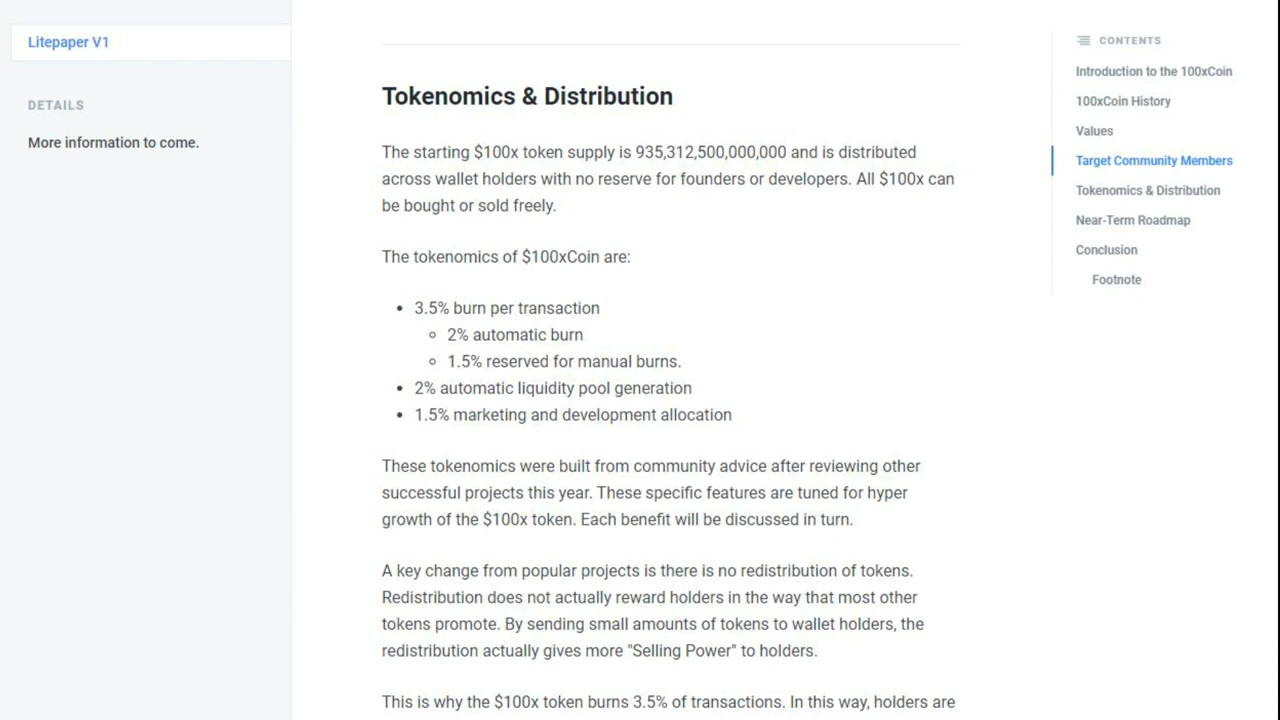 Litepaper V1
DETAILS
More information to come.
Tokenomics & Distribution
The starting $100x token supply is 935,312,500,000,000 and is distributed
across wallet holders with no reserve for founders or developers. All $100x can
be bought or sold freely.
The tokenomics of $100xCoin are:
• 3.5% burn per transaction
◦ 2% automatic burn
◦ 1.5% reserved for manual burns.
• 2% automatic liquidity pool generation
• 1.5% marketing and development allocation
These tokenomics were built from community advice after reviewing other
successful projects this year. These specific features are tuned for hyper
growth of the $100x token. Each benefit will be discussed in turn.
A key change from popular projects is there is no redistribution of tokens.
Redistribution does not actually reward holders in the way that most other
tokens promote. By sending small amounts of tokens to wallet holders, the
redistribution actually gives more "Selling Power" to holders.
This is why the $100x token burns 3.5% of transactions. In this way, holders are
CONTENTS
Introduction to the 100xCoin
100xCoin History
Values
Target Community Members
Tokenomics & Distribution
Near-Term Roadmap
Conclusion
Footnote